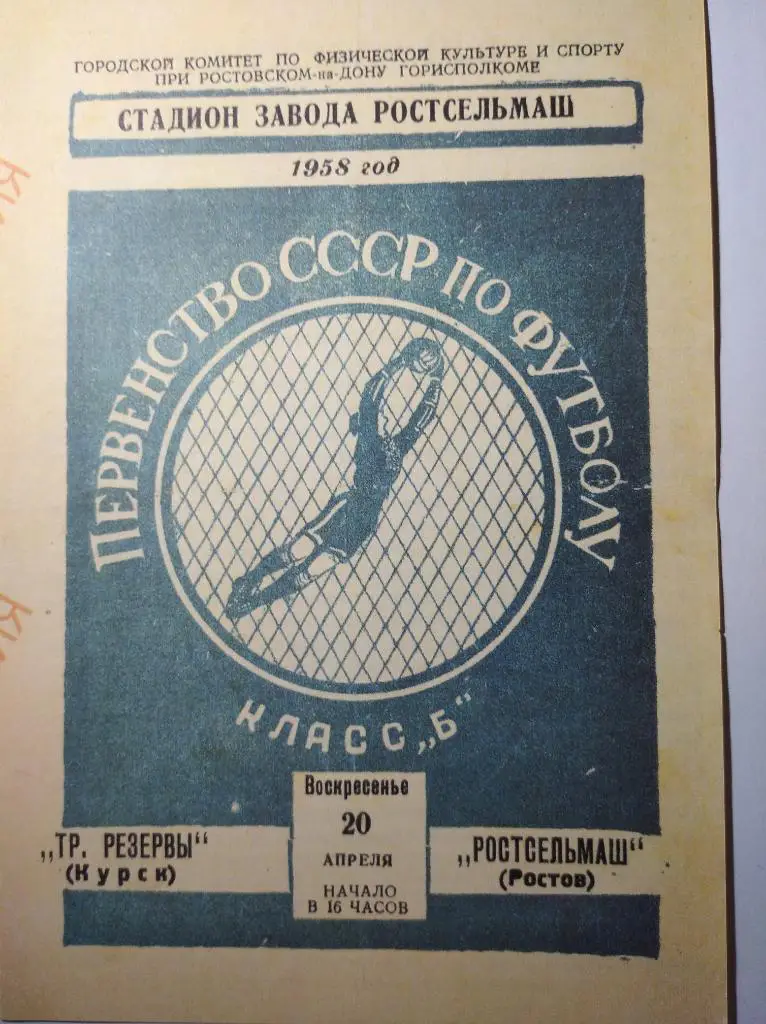 ГОРОДСКОЙ КОМИТЕТ ПО ФИЗИЧЕСКОЙ КУЛЬТУРЕ И СПОРТУ
ПРИ РОСТОВСКОМ-на-ДОНУ ГОРИСПОЛКОМЕ
СТАДИОН ЗАВОДА РОСТСЕЛЬМАШ
1958 год
ПЕРВЕНСТВО СССР ПО ФУТБОЛУ
КЛАСС „Б“
Воскресенье
20
АПРЕЛЯ
НАЧАЛО
В 16 ЧАСОВ
„ТР. РЕЗЕРВЫ“
(Курск)
„РОСТСЕЛЬМАШ“
(Ростов)